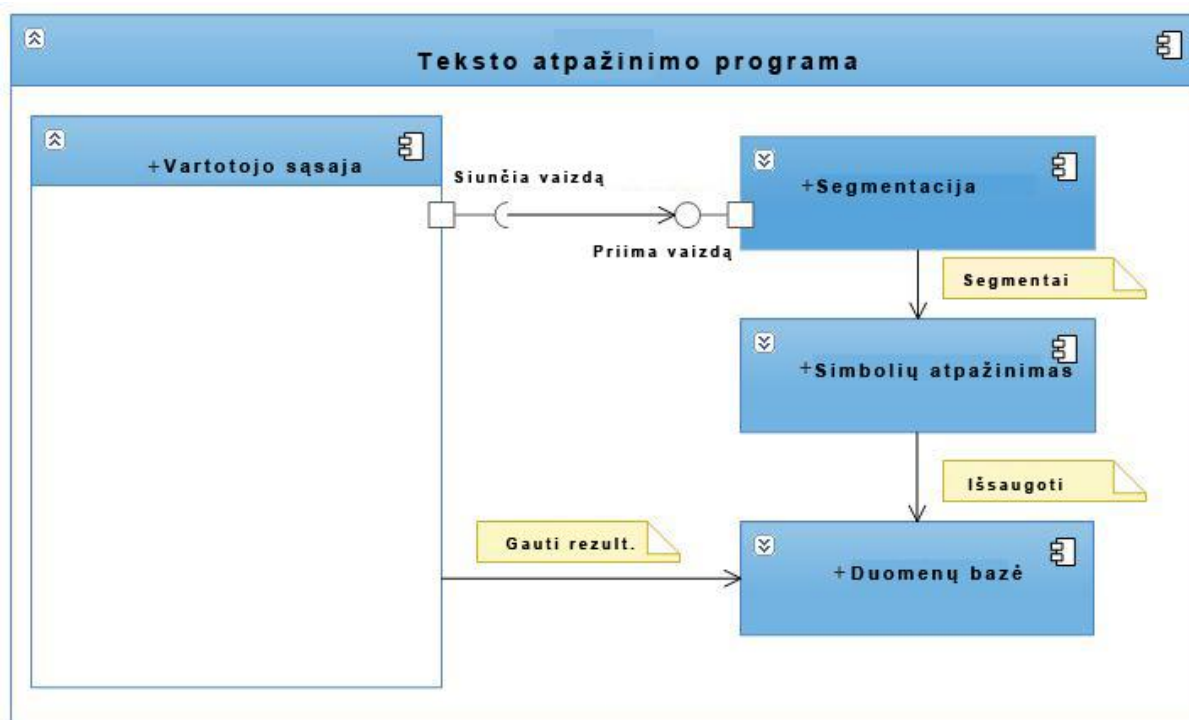 Teksto atpažinimo programa
+Vartotojo sąsaja
Siunčia vaizdą
Priima vaizdą
+Segmentacija
Segmentai
+Simbolių atpažinimas
Išsaugoti
Gauti rezult.
+Duomenų bazė